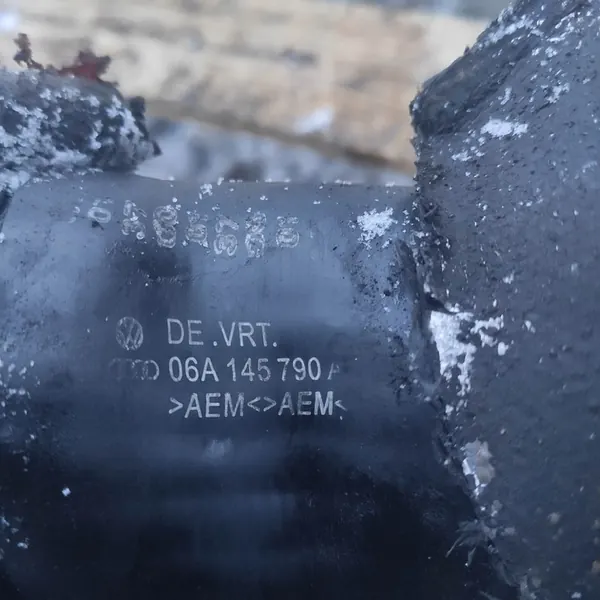 DE .VRT.
06A 145 790 A
>AEM<>AEM<